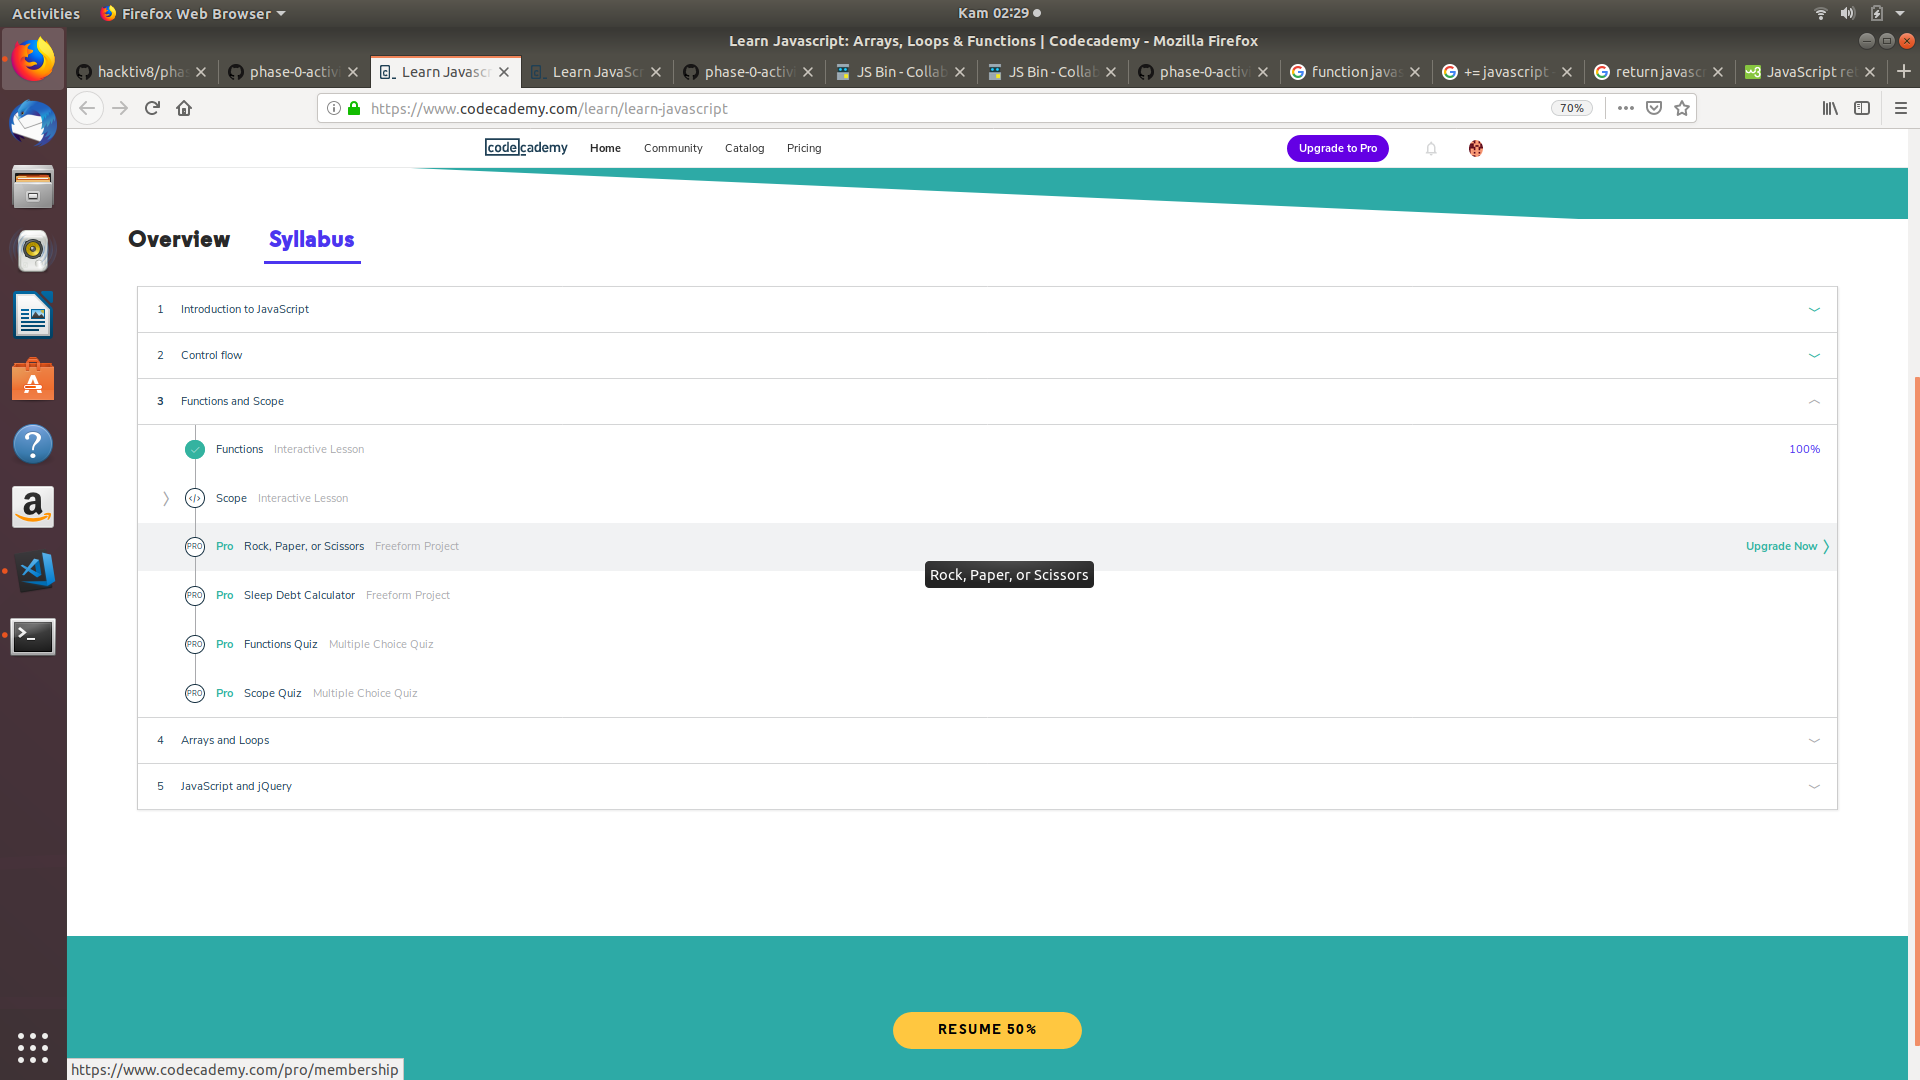 Activities Firefox Web Browser Kam 02:29
Learn Javascript: Arrays, Loops & Functions | Codecademy - Mozilla Firefox
hacktiv8/pha phase-0-activi Learn Javasc Learn JavaSc phase-0-activi JS Bin - Collab JS Bin - Collab phase-0-activi function javas += javascript return javasc JavaScript ret
https://www.codecademy.com/learn/learn-javascript 70%
codecademy Home Community Catalog Pricing Upgrade to Pro
Overview Syllabus
1 Introduction to JavaScript
2 Control flow
3 Functions and Scope
Functions Interactive Lesson 100%
Scope Interactive Lesson
PRO Pro Rock, Paper, or Scissors Freeform Project Upgrade Now
Rock, Paper, or Scissors
PRO Pro Sleep Debt Calculator Freeform Project
PRO Pro Functions Quiz Multiple Choice Quiz
PRO Pro Scope Quiz Multiple Choice Quiz
4 Arrays and Loops
5 JavaScript and jQuery
RESUME 50%
https://www.codecademy.com/pro/membership